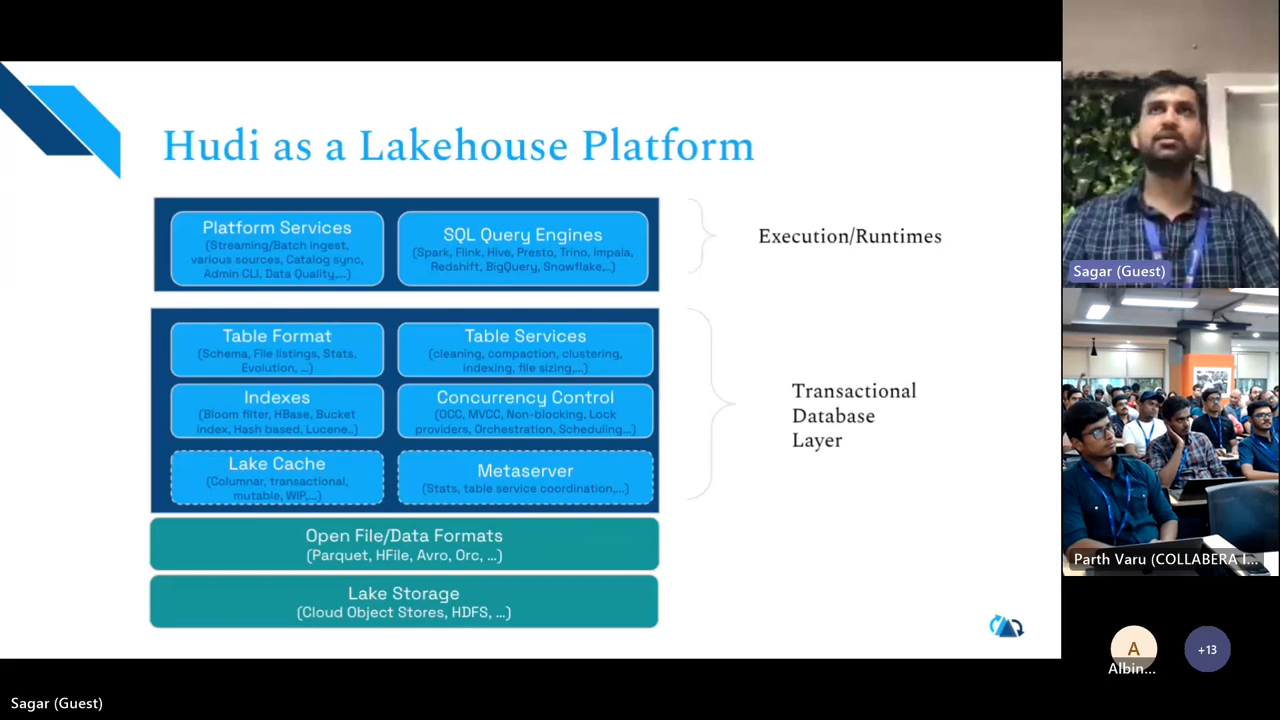 Hudi as a Lakehouse Platform
Platform Services
(Streaming/Batch ingest,
various sources, Catalog sync,
Admin CLI, Data Quality,...)
SQL Query Engines
(Spark, Flink, Hive, Presto, Trino, Impala,
Redshift, BigQuery, Snowflake,..)
Execution/Runtimes
Table Format
(Schema, File listings, Stats,
Evolution, ...)
Table Services
(cleaning, compaction, clustering,
indexing, file sizing,...)
Indexes
(Bloom filter, HBase, Bucket
index, Hash based, Lucene..)
Concurrency Control
(OCC, MVCC, Non-blocking, Lock
providers, Orchestration, Scheduling...)
Lake Cache
(Columnar, transactional,
mutable, WIP,...)
Metaserver
(Stats, table service coordination,...)
Transactional
Database
Layer
Open File/Data Formats
(Parquet, HFile, Avro, Orc, ...)
Lake Storage
(Cloud Object Stores, HDFS, ...)
Sagar (Guest)
Parth Varu (COLLABERA I...
A
Albin...
+13
Sagar (Guest)